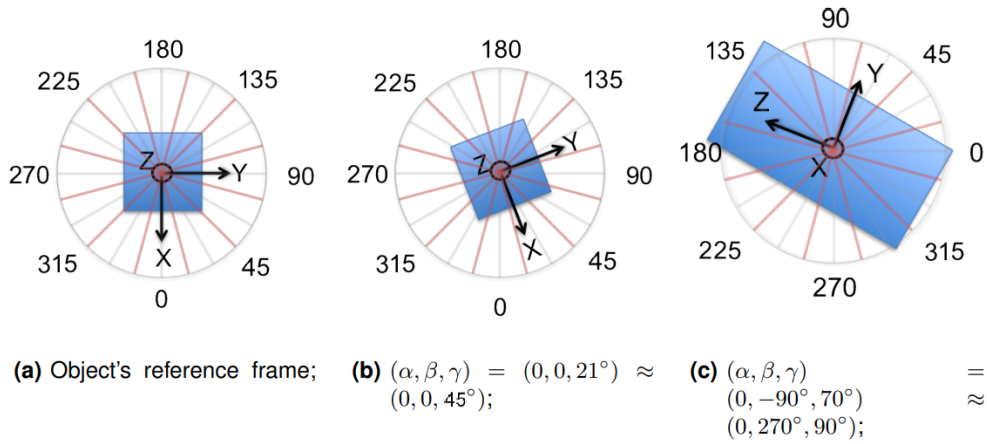 180
225
135
Z
270
Y
90
X
315
45
0
180
225
135
Z
Y
270
90
X
315
45
0
90
135
45
Y
Z
180
0
X
225
315
270
(a) Object's reference frame;
(b) (α, β, γ) = (0, 0, 21°) ≈
(0, 0, 45°);
(c) (α, β, γ) =
(0, −90°, 70°) ≈
(0, 270°, 90°);